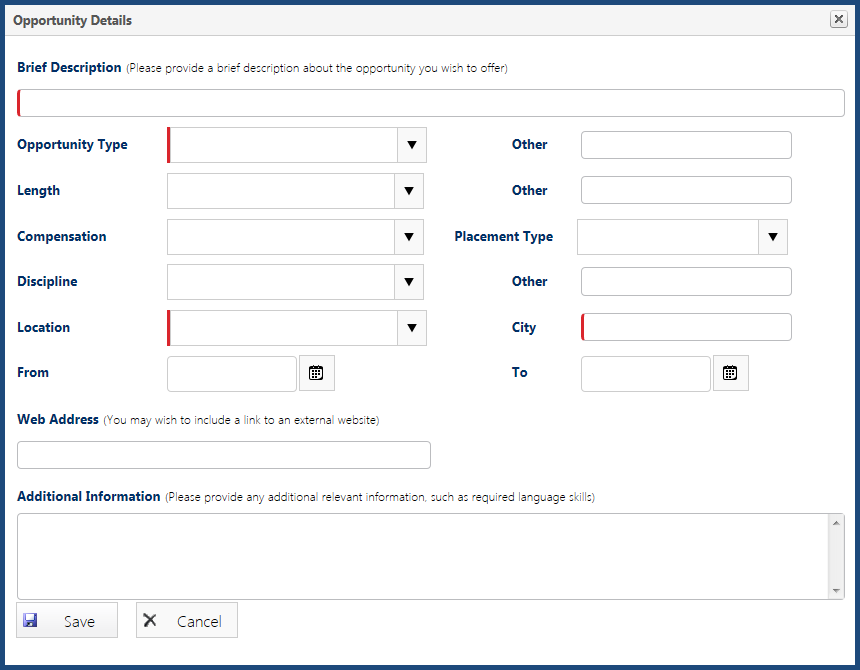 Opportunity Details
Brief Description (Please provide a brief description about the opportunity you wish to offer)
Opportunity Type Other
Length Other
Compensation Placement Type
Discipline Other
Location City
From To
Web Address (You may wish to include a link to an external website)
Additional Information (Please provide any additional relevant information, such as required language skills)
Save Cancel